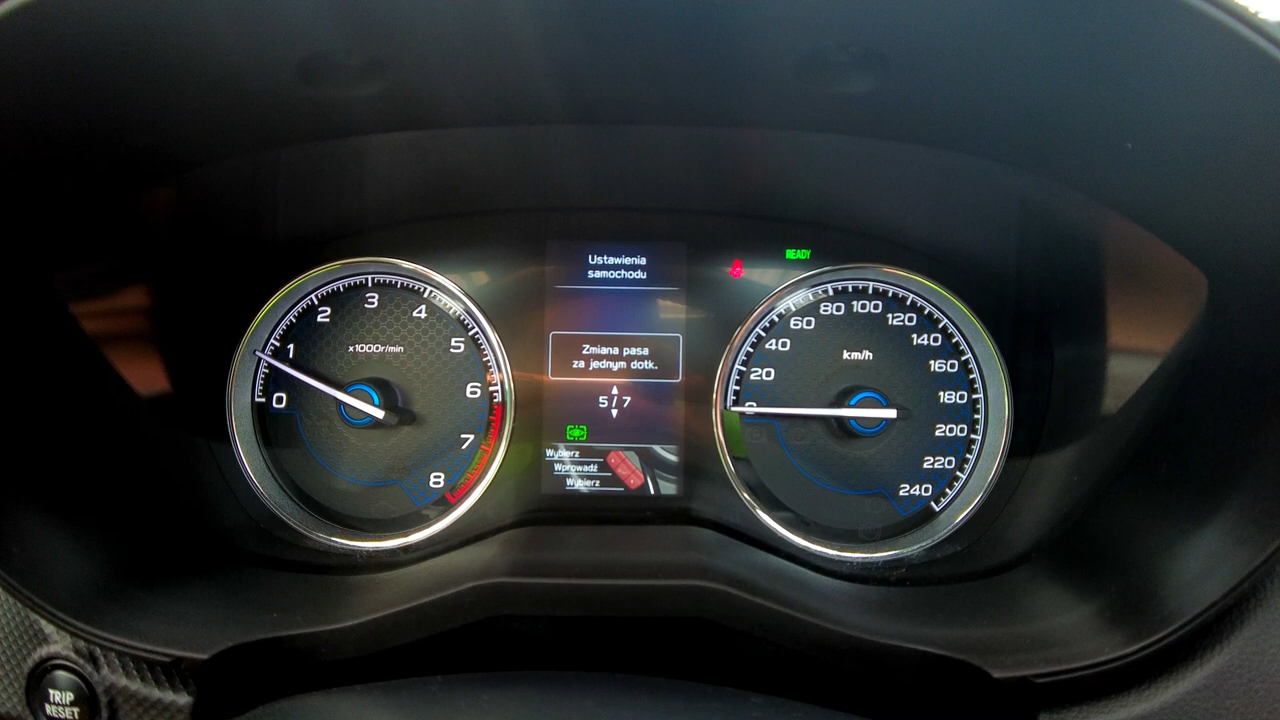 0
1
2
3
4
5
6
7
8
x1000r/min
Ustawienia
samochodu
Zmiana pasa
za jednym dotk.
5/7
Wybierz
Wprowadź
Wybierz
READY
0
20
40
60
80
100
120
140
160
180
200
220
240
km/h
TRIP
RESET